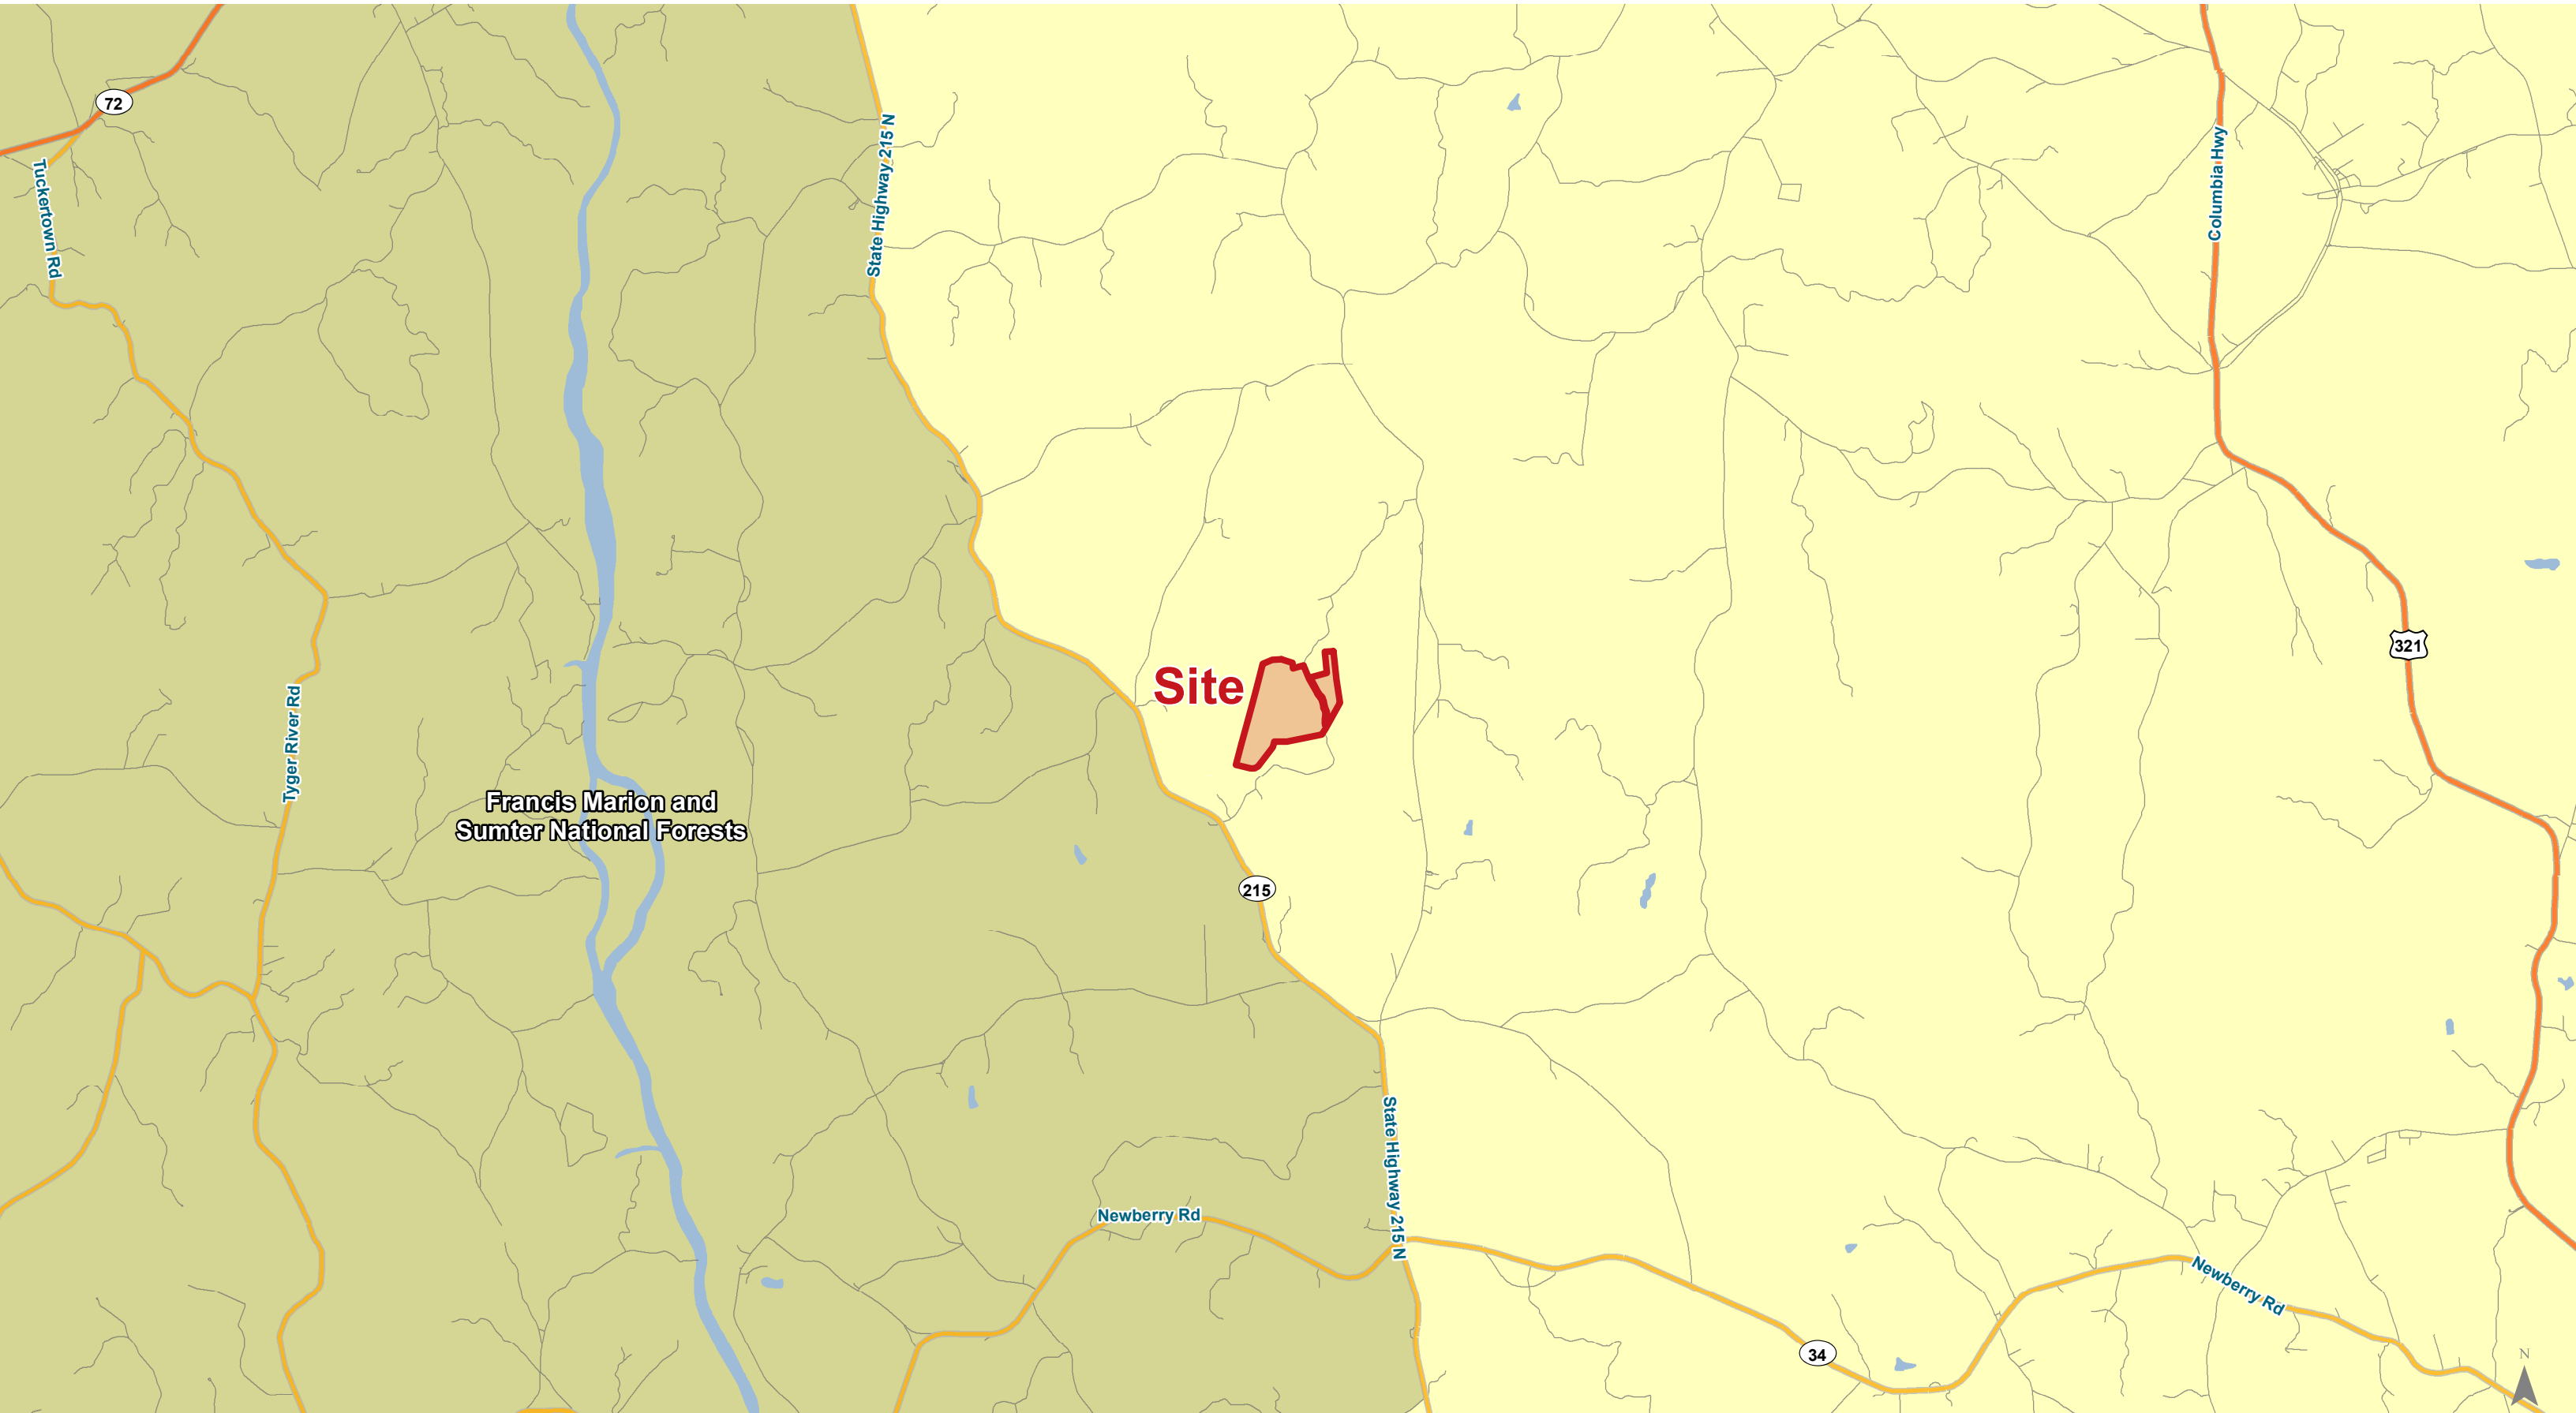 72
Tuckertown Rd
State Highway 215 N
Columbia Hwy
321
Site
Tyger River Rd
Francis Marion and
Sumter National Forests
215
State Highway 215 N
Newberry Rd
Newberry Rd
34
N